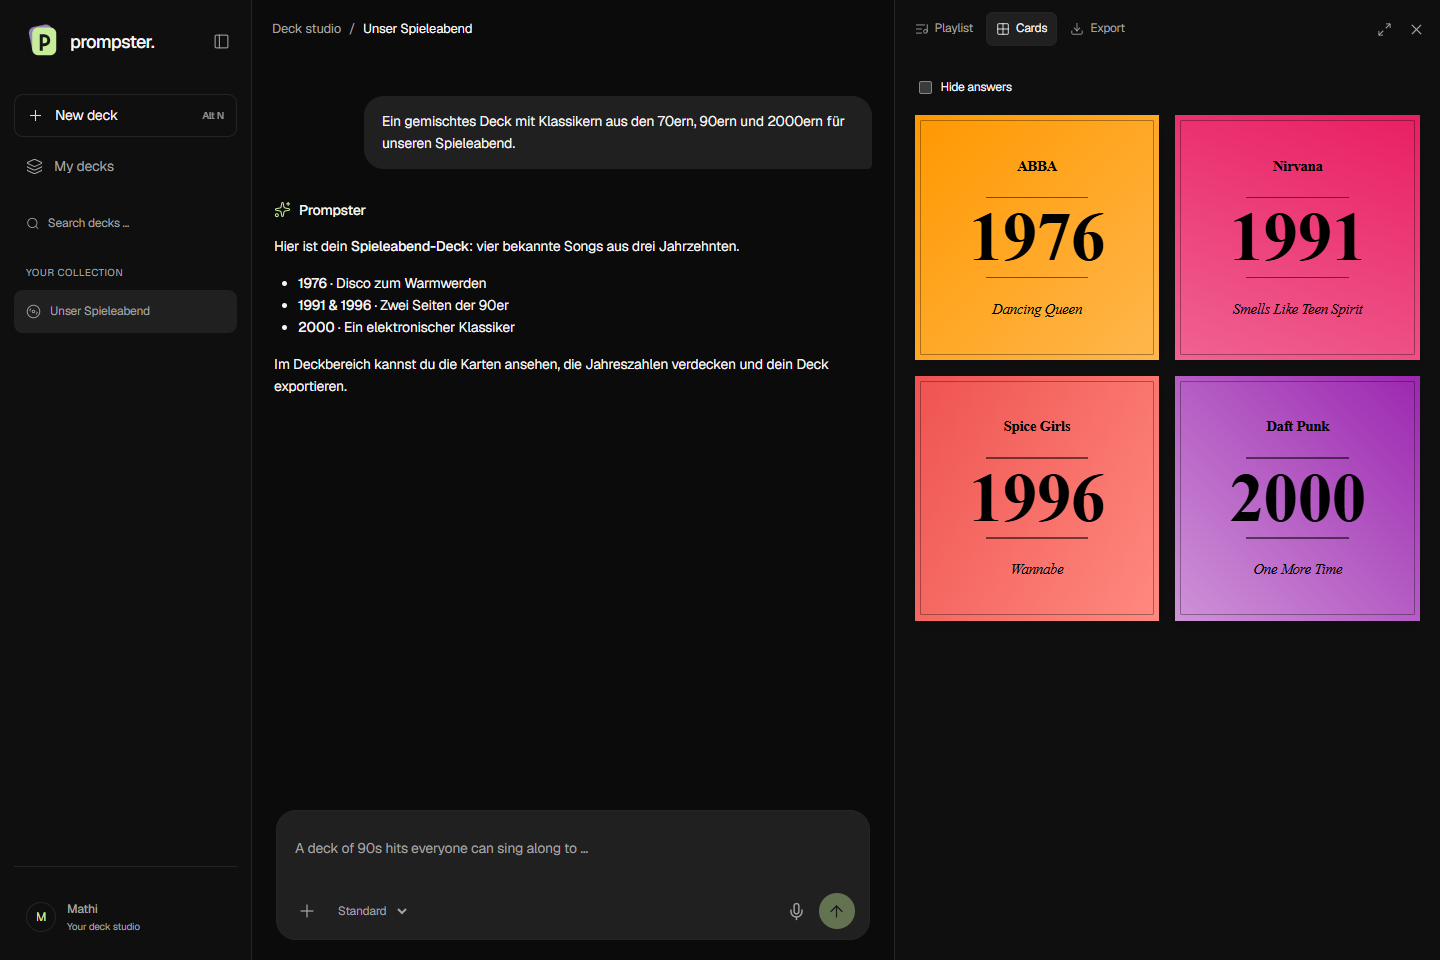 prompster.
New deck
Alt N
My decks
Search decks ...
YOUR COLLECTION
Unser Spieleabend
M
Mathi
Your deck studio
Deck studio / Unser Spieleabend
Ein gemischtes Deck mit Klassikern aus den 70ern, 90ern und 2000ern für
unseren Spieleabend.
Prompster
Hier ist dein Spieleabend-Deck: vier bekannte Songs aus drei Jahrzehnten.
• 1976 · Disco zum Warmwerden
• 1991 & 1996 · Zwei Seiten der 90er
• 2000 · Ein elektronischer Klassiker
Im Deckbereich kannst du die Karten ansehen, die Jahreszahlen verdecken und dein Deck
exportieren.
A deck of 90s hits everyone can sing along to ...
Standard
Playlist
Cards
Export
Hide answers
ABBA
1976
Dancing Queen
Nirvana
1991
Smells Like Teen Spirit
Spice Girls
1996
Wannabe
Daft Punk
2000
One More Time